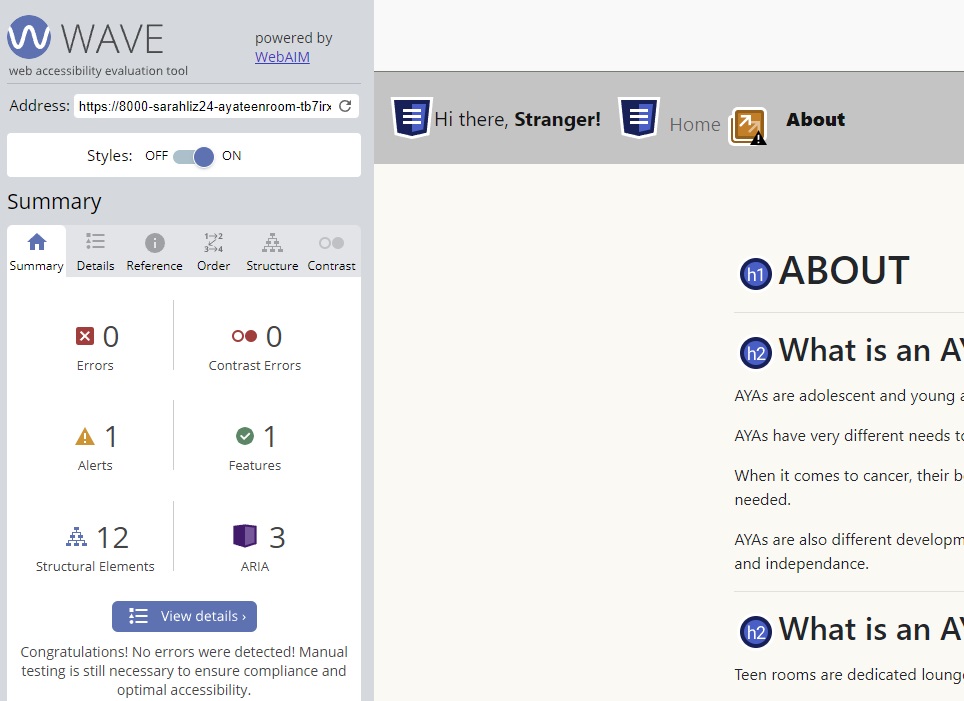 WAVE
powered by
WebAIM
web accessibility evaluation tool
Address: https://8000-sarahliz24-ayateenroom-tb7irx
Styles: OFF ON
Summary
Summary Details Reference Order Structure Contrast
0 Errors
0 Contrast Errors
1 Alerts
1 Features
12 Structural Elements
3 ARIA
View details ›
Congratulations! No errors were detected! Manual
testing is still necessary to ensure compliance and
optimal accessibility.
Hi there, Stranger! Home About
h1 ABOUT
h2 What is an AY
AYAs are adolescent and young a
AYAs have very different needs to
When it comes to cancer, their b
needed.
AYAs are also different developm
and independance.
h2 What is an AY
Teen rooms are dedicated loung